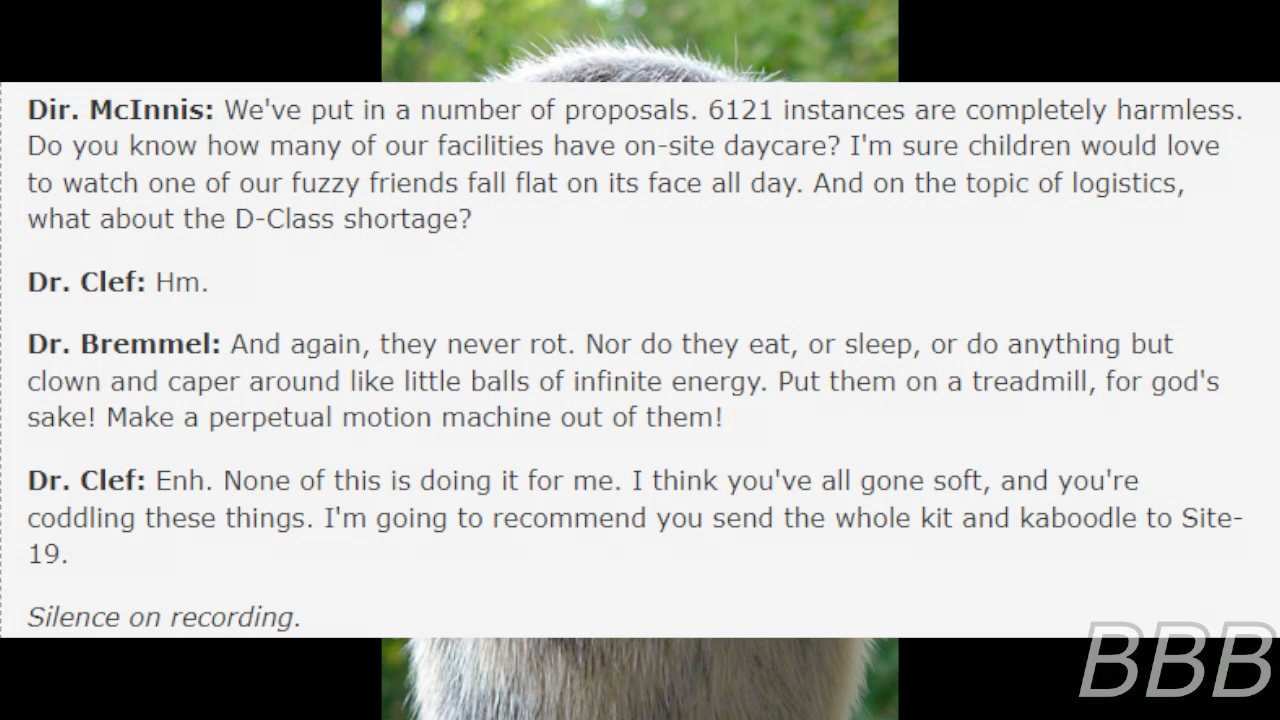 Dir. McInnis: We've put in a number of proposals. 6121 instances are completely harmless.
Do you know how many of our facilities have on-site daycare? I'm sure children would love
to watch one of our fuzzy friends fall flat on its face all day. And on the topic of logistics,
what about the D-Class shortage?
Dr. Clef: Hm.
Dr. Bremmel: And again, they never rot. Nor do they eat, or sleep, or do anything but
clown and caper around like little balls of infinite energy. Put them on a treadmill, for god's
sake! Make a perpetual motion machine out of them!
Dr. Clef: Enh. None of this is doing it for me. I think you've all gone soft, and you're
coddling these things. I'm going to recommend you send the whole kit and kaboodle to Site-
19.
Silence on recording.
BBB